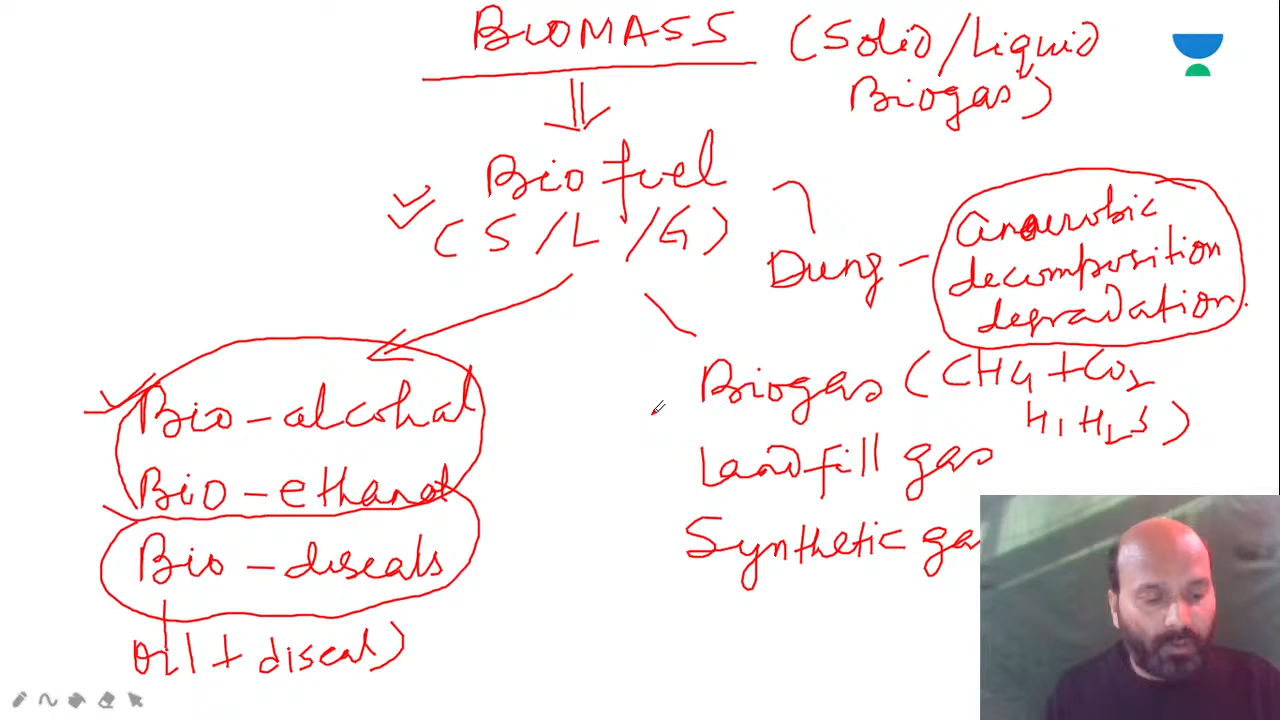 BIOMASS (Solid/Liquid
Biogas)
Bio fuel
(S/L/G)
Dung - anaerobic
decomposition
degradation.
Bio-alcohal
Bio-ethanol
Bio-diseals
oil + diseal)
Biogas (CH4+CO2
H, H2S)
Landfill gas
Synthetic gas